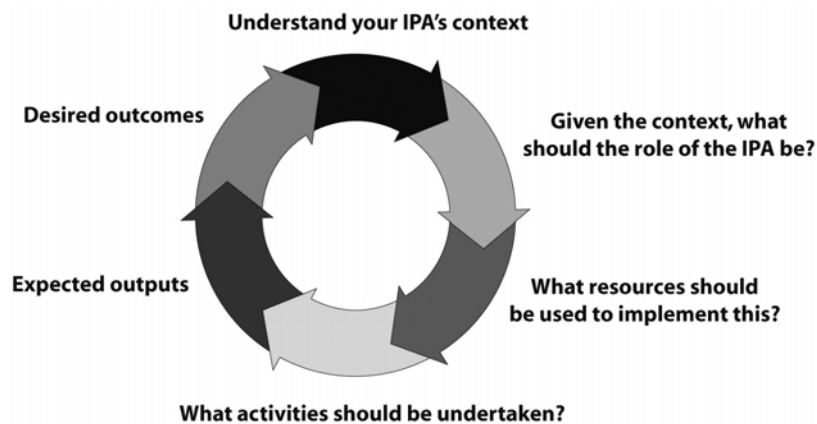 Understand your IPA's context
Given the context, what
should the role of the IPA be?
What resources should
be used to implement this?
What activities should be undertaken?
Expected outputs
Desired outcomes